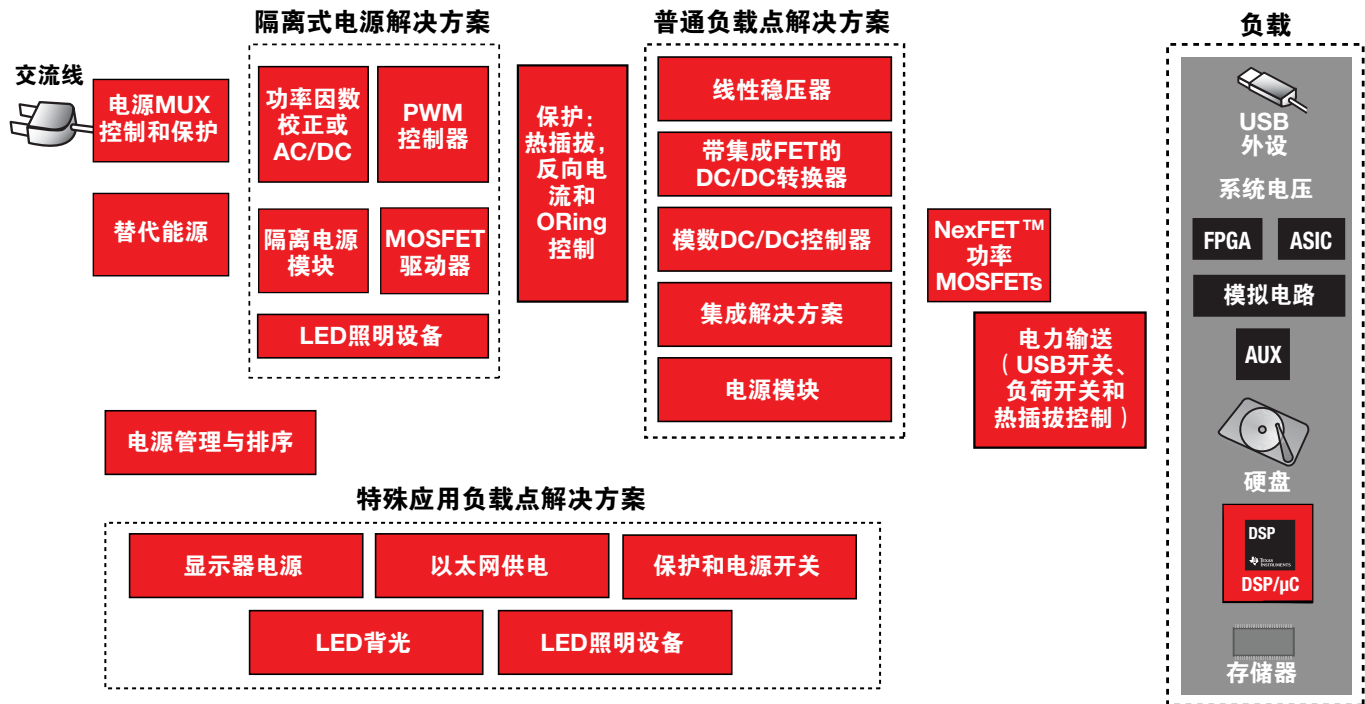 隔离式电源解决方案
普通负载点解决方案
负载
交流线
电源MUX
控制和保护
替代能源
功率因数
校正或
AC/DC
PWM
控制器
隔离电源
模块
MOSFET
驱动器
LED照明设备
保护：
热插拔，
反向电
流和
ORing
控制
线性稳压器
带集成FET的
DC/DC转换器
模数DC/DC控制器
集成解决方案
电源模块
NexFET™
功率
MOSFETs
电力输送
（USB开关、
负荷开关和
热插拔控制）
USB
外设
系统电压
FPGA
ASIC
模拟电路
AUX
硬盘
DSP
TEXAS
INSTRUMENTS
DSP/µC
存储器
电源管理与排序
特殊应用负载点解决方案
显示器电源
以太网供电
保护和电源开关
LED背光
LED照明设备